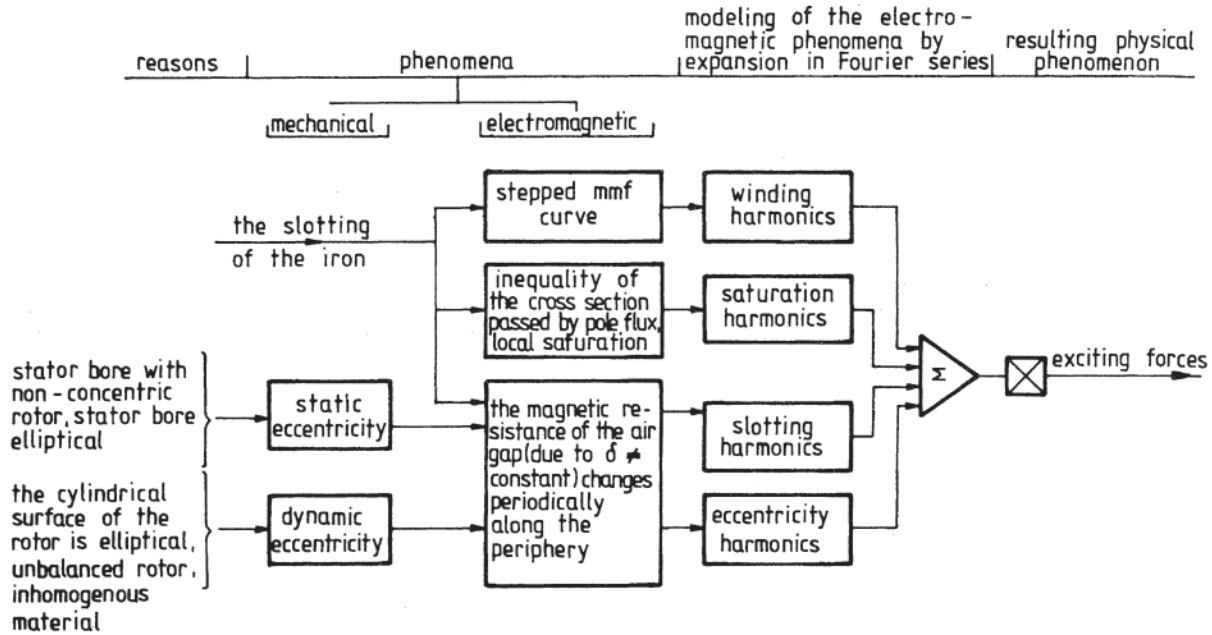 modeling of the electro-
magnetic phenomena by
expansion in Fourier series
reasons
phenomena
resulting physical
phenomenon
mechanical
electromagnetic
the slotting
of the iron
stepped mmf
curve
winding
harmonics
inequality of
the cross section
passed by pole flux,
local saturation
saturation
harmonics
stator bore with
non-concentric
rotor, stator bore
elliptical
static
eccentricity
the magnetic re-
sistance of the air
gap (due to δ ≠
constant) changes
periodically
along the
periphery
slotting
harmonics
Σ
exciting forces
the cylindrical
surface of the
rotor is elliptical,
unbalanced rotor,
inhomogenous
material
dynamic
eccentricity
eccentricity
harmonics